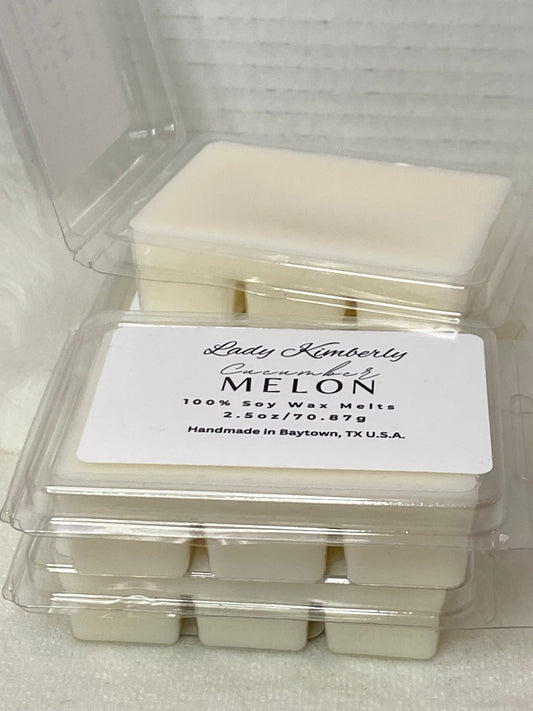 Lady Kimberly
Cucumber
MELON
100% Soy Wax Melts
2.5oz/70.87g
Handmade in Baytown, TX U.S.A.